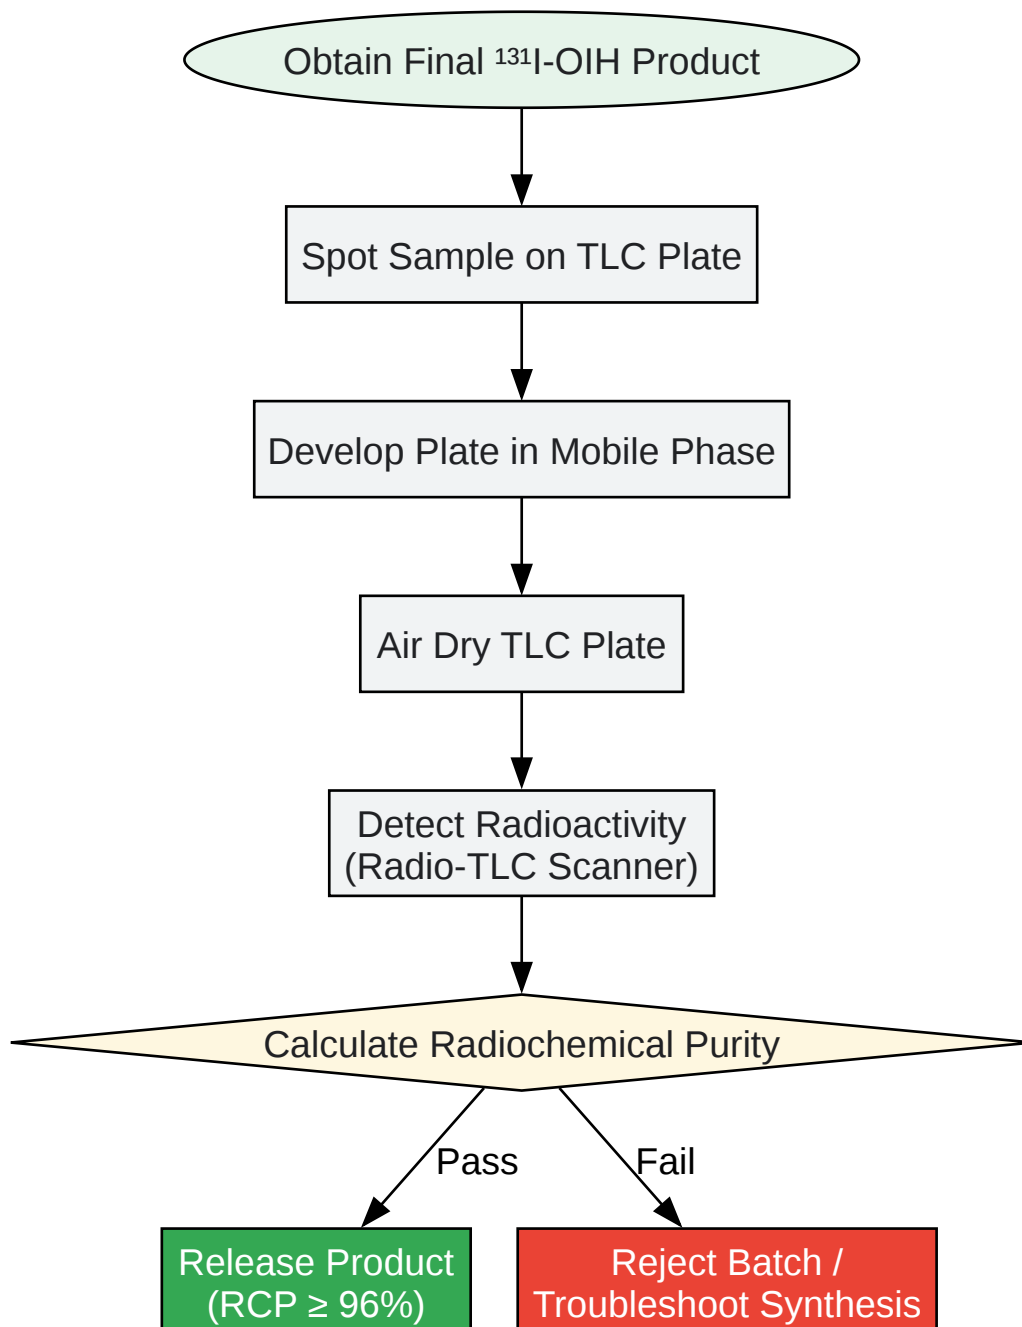 Obtain Final ¹³¹I-OIH Product
Spot Sample on TLC Plate
Develop Plate in Mobile Phase
Air Dry TLC Plate
Detect Radioactivity
(Radio-TLC Scanner)
Calculate Radiochemical Purity
Pass
Fail
Release Product
(RCP ≥ 96%)
Reject Batch /
Troubleshoot Synthesis